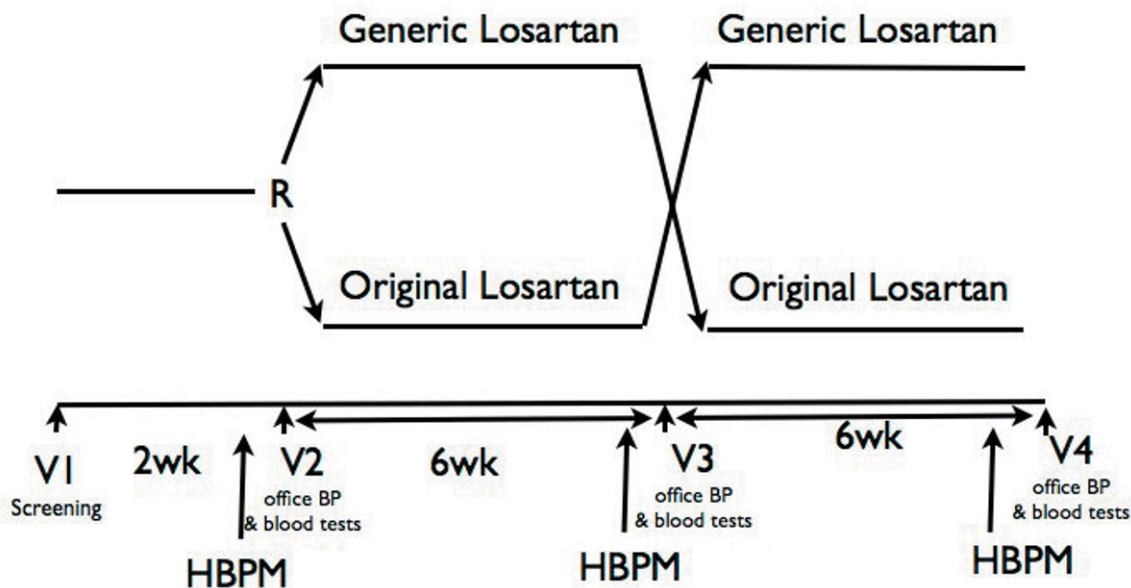 Generic Losartan
Generic Losartan
R
Original Losartan
Original Losartan
V1
Screening
2wk
HBPM
V2
office BP
& blood tests
6wk
HBPM
V3
office BP
& blood tests
6wk
HBPM
V4
office BP
& blood tests